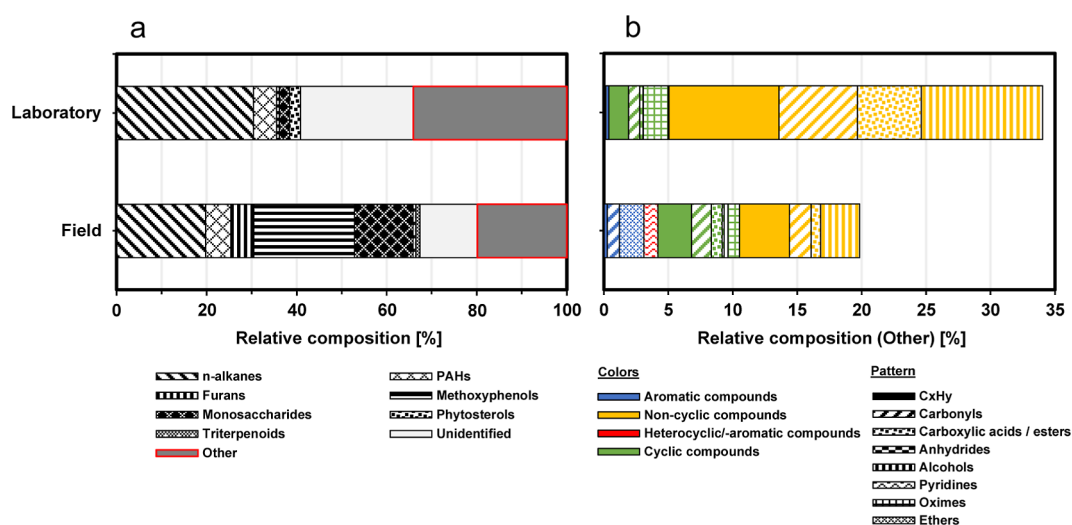 a
b
Laboratory
Field
0
20
40
60
80
100
0
5
10
15
20
25
30
35
Relative composition [%]
Relative composition (Other) [%]
n-alkanes
PAHs
Furans
Methoxyphenols
Monosaccharides
Phytosterols
Triterpenoids
Unidentified
Other
Colors
Aromatic compounds
Non-cyclic compounds
Heterocyclic/-aromatic compounds
Cyclic compounds
Pattern
CxHy
Carbonyls
Carboxylic acids / esters
Anhydrides
Alcohols
Pyridines
Oximes
Ethers